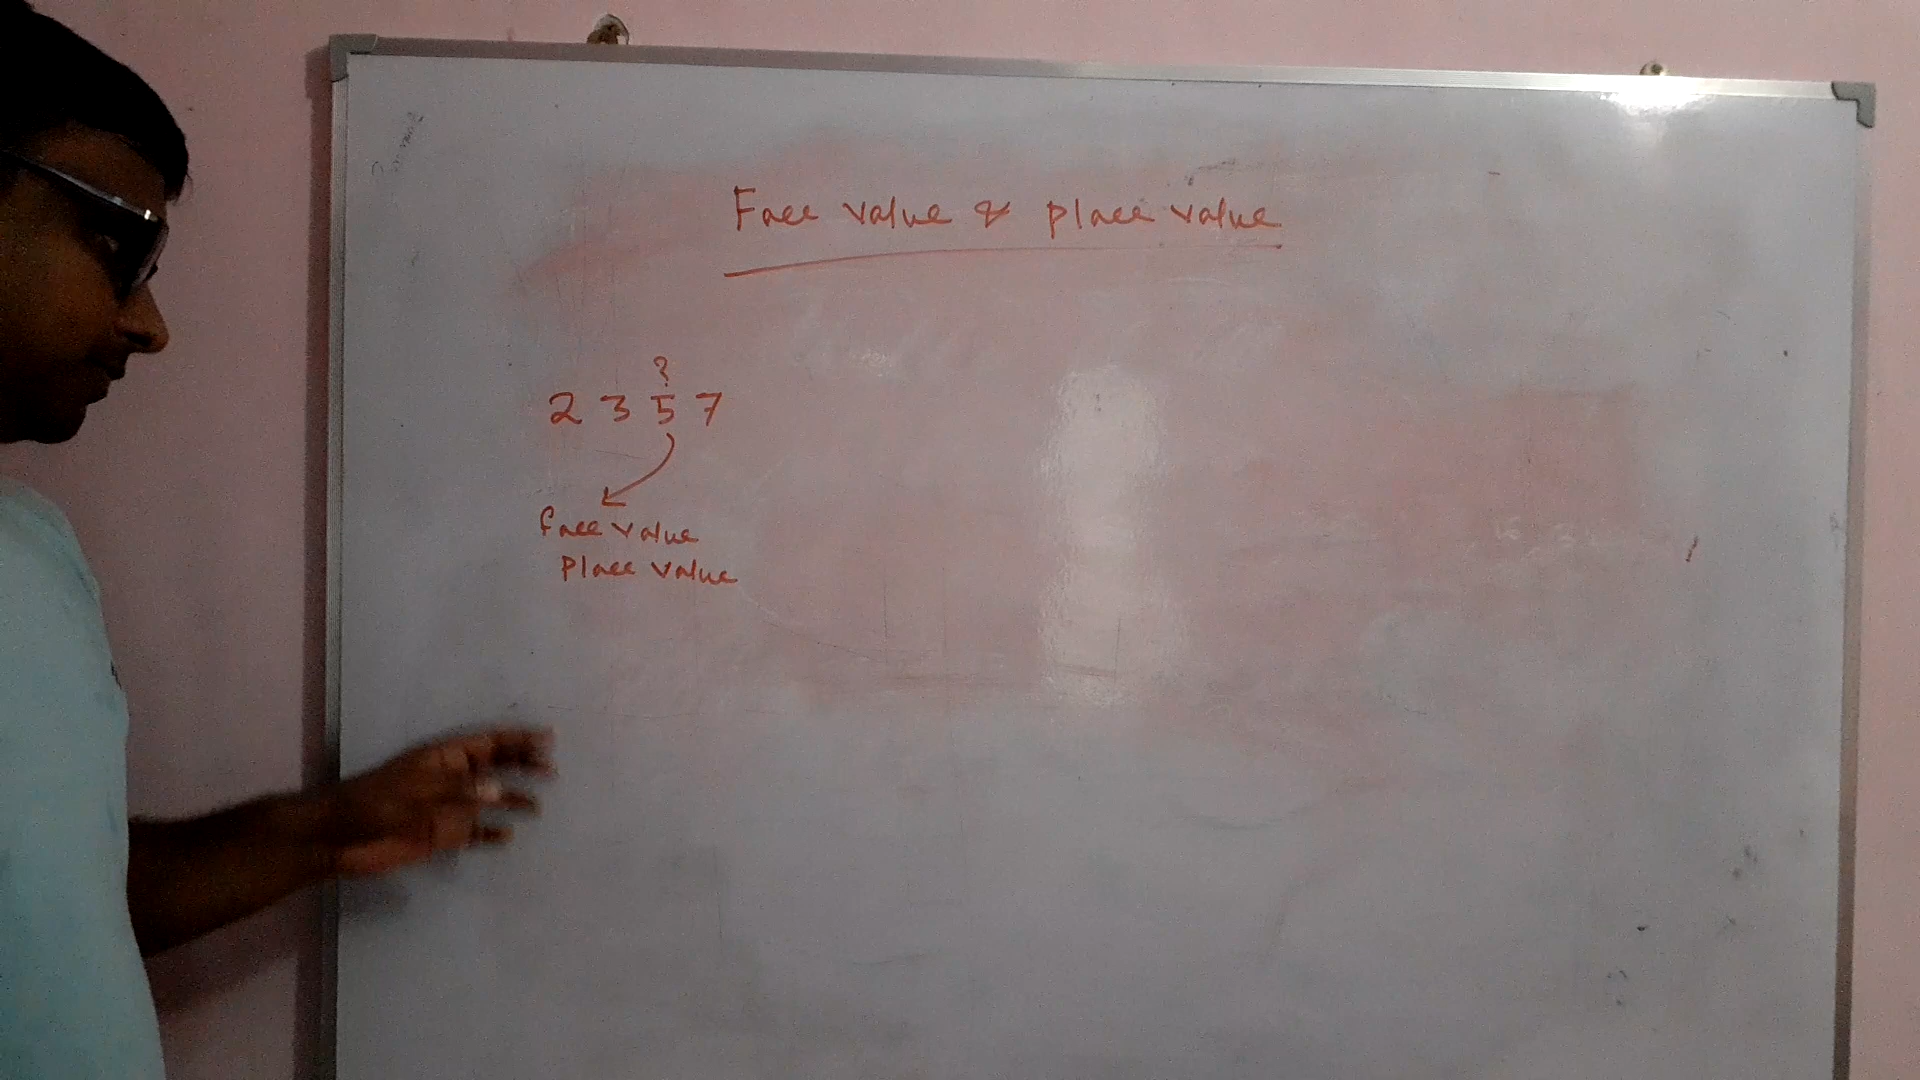 Face value & place value
?
2 3 5 7
face value
place value